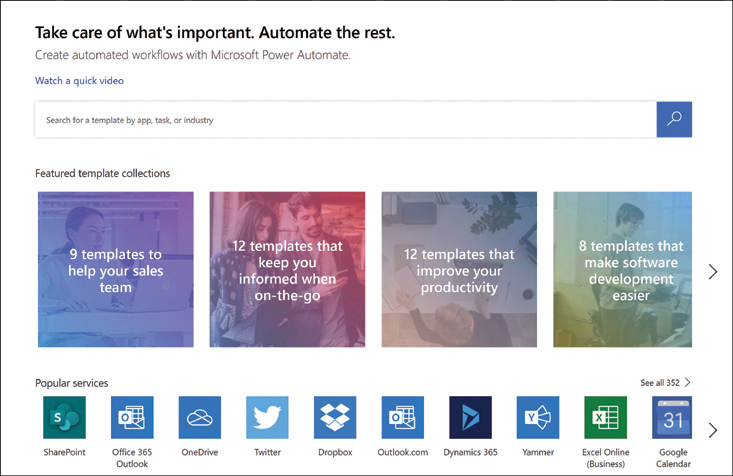 Take care of what's important. Automate the rest.
Create automated workflows with Microsoft Power Automate.
Watch a quick video
Search for a template by app, task, or industry
Featured template collections
9 templates to
help your sales
team
12 templates that
keep you
informed when
on-the-go
12 templates that
improve your
productivity
8 templates that
make software
development
easier
Popular services
See all 352
S
31
SharePoint
Office 365
Outlook
OneDrive
Twitter
Dropbox
Outlook.com
Dynamics 365
Yammer
Excel Online
(Business)
Google
Calendar